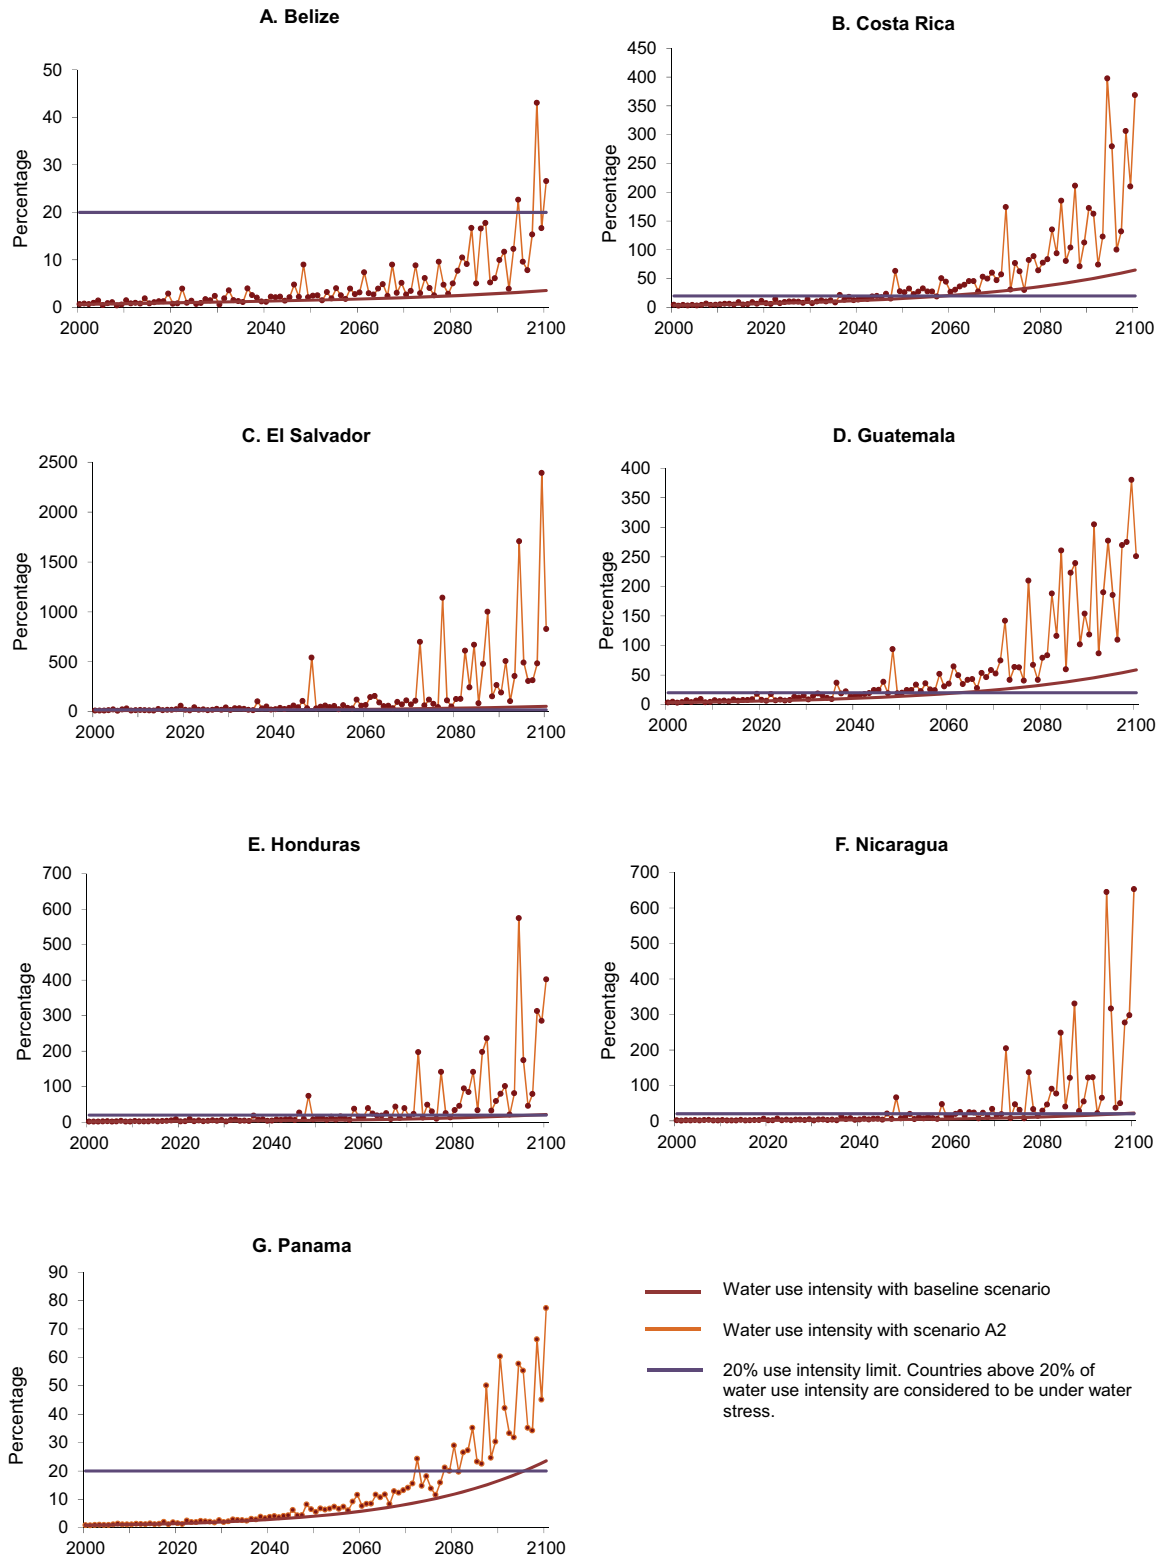 A. Belize
Percentage
50
40
30
20
10
0
2000 2020 2040 2060 2080 2100
B. Costa Rica
Percentage
450
400
350
300
250
200
150
100
50
0
2000 2020 2040 2060 2080 2100
C. El Salvador
Percentage
2500
2000
1500
1000
500
0
2000 2020 2040 2060 2080 2100
D. Guatemala
Percentage
400
350
300
250
200
150
100
50
0
2000 2020 2040 2060 2080 2100
E. Honduras
Percentage
700
600
500
400
300
200
100
0
2000 2020 2040 2060 2080 2100
F. Nicaragua
Percentage
700
600
500
400
300
200
100
0
2000 2020 2040 2060 2080 2100
G. Panama
Percentage
90
80
70
60
50
40
30
20
10
0
2000 2020 2040 2060 2080 2100
Water use intensity with baseline scenario
Water use intensity with scenario A2
20% use intensity limit. Countries above 20% of
water use intensity are considered to be under water
stress.